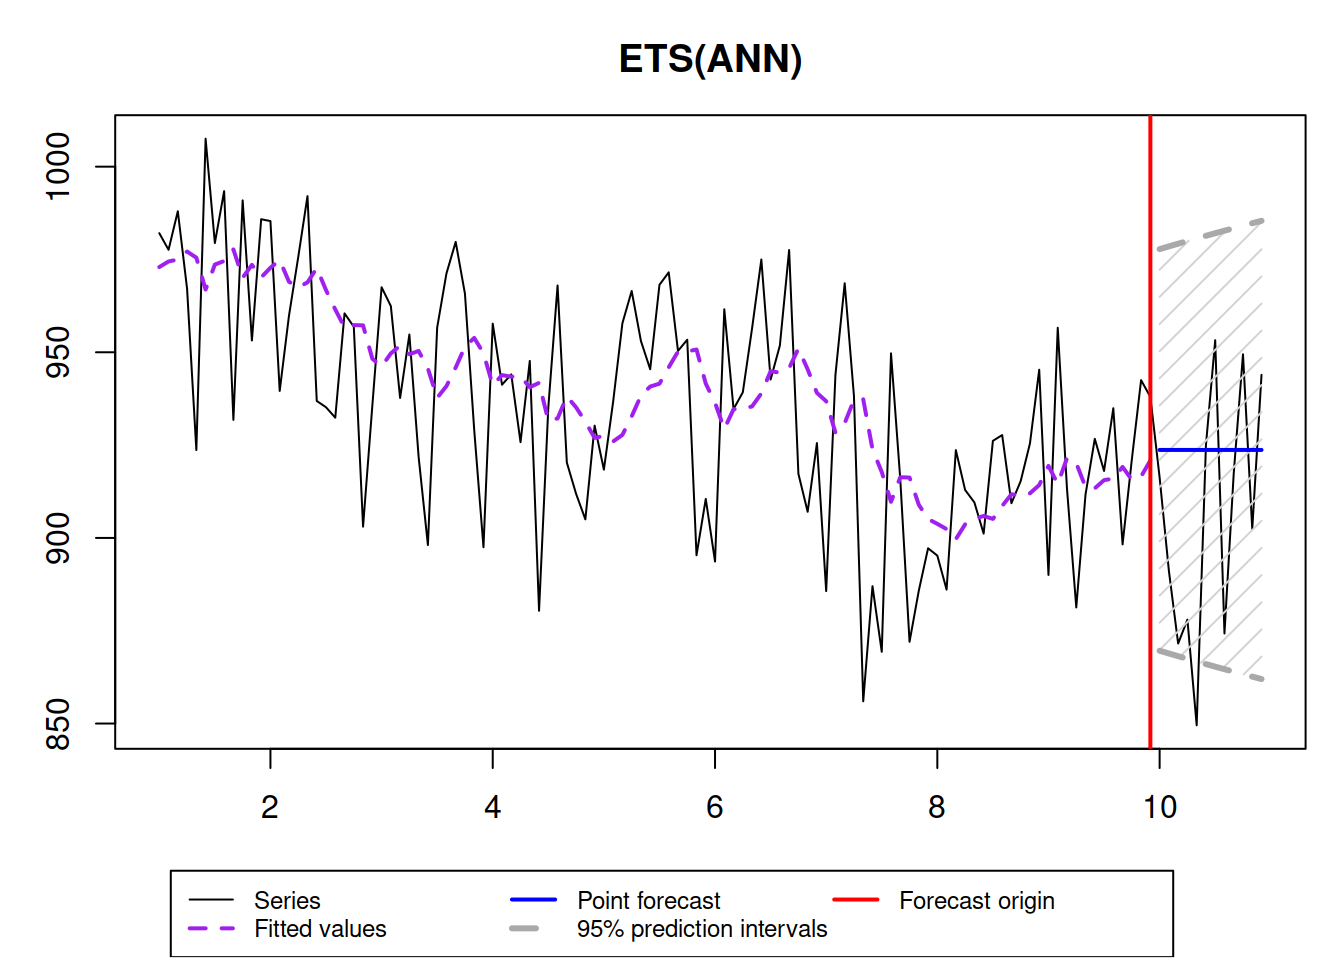 ETS(ANN)
1000
950
900
850
2 4 6 8 10
Series Point forecast Forecast origin
Fitted values 95% prediction intervals